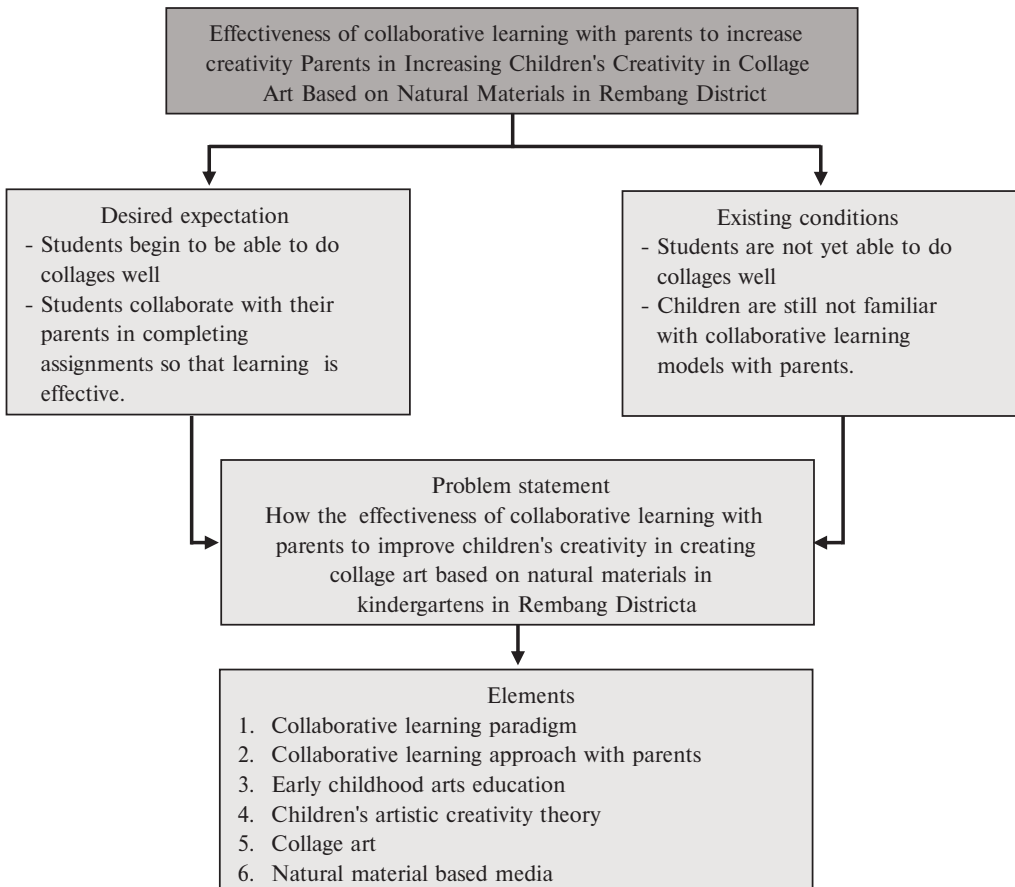 Effectiveness of collaborative learning with parents to increase
creativity Parents in Increasing Children's Creativity in Collage
Art Based on Natural Materials in Rembang District
Desired expectation
- Students begin to be able to do
collages well
- Students collaborate with their
parents in completing
assignments so that learning is
effective.
Existing conditions
- Students are not yet able to do
collages well
- Children are still not familiar
with collaborative learning
models with parents.
Problem statement
How the effectiveness of collaborative learning with
parents to improve children's creativity in creating
collage art based on natural materials in
kindergartens in Rembang Districta
Elements
1. Collaborative learning paradigm
2. Collaborative learning approach with parents
3. Early childhood arts education
4. Children's artistic creativity theory
5. Collage art
6. Natural material based media